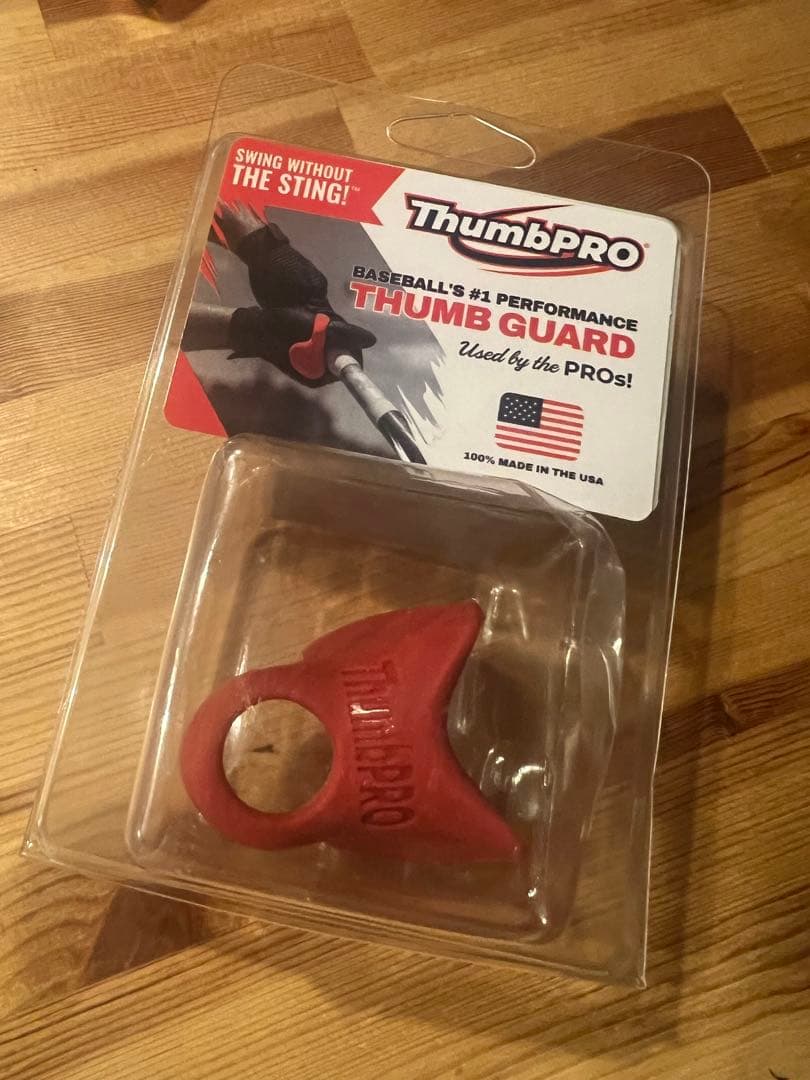 SWING WITHOUT
THE STING!™
ThumbPRO®
BASEBALL'S #1 PERFORMANCE
THUMB GUARD
Used by the PROs!
100% MADE IN THE USA
ThumbPRO